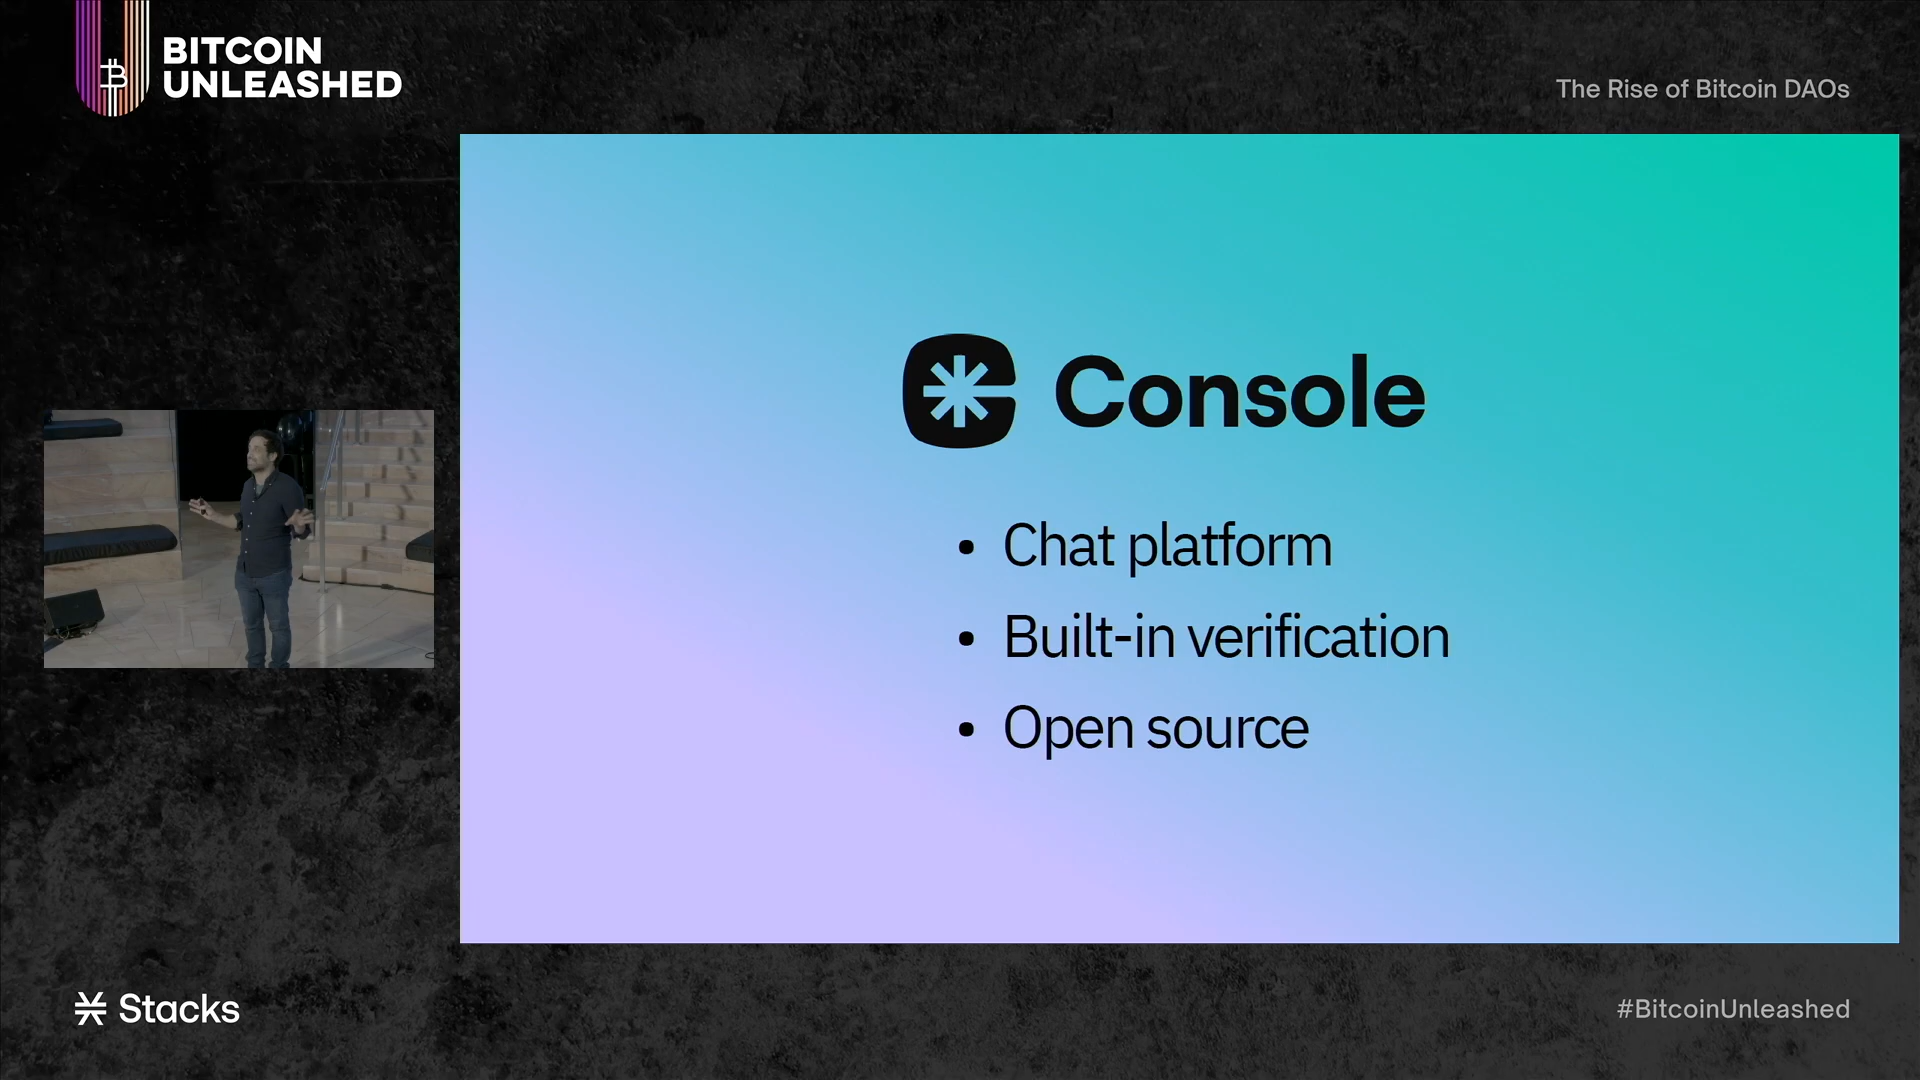 BITCOIN
UNLEASHED
The Rise of Bitcoin DAOs
Console
• Chat platform
• Built-in verification
• Open source
Stacks
#BitcoinUnleashed